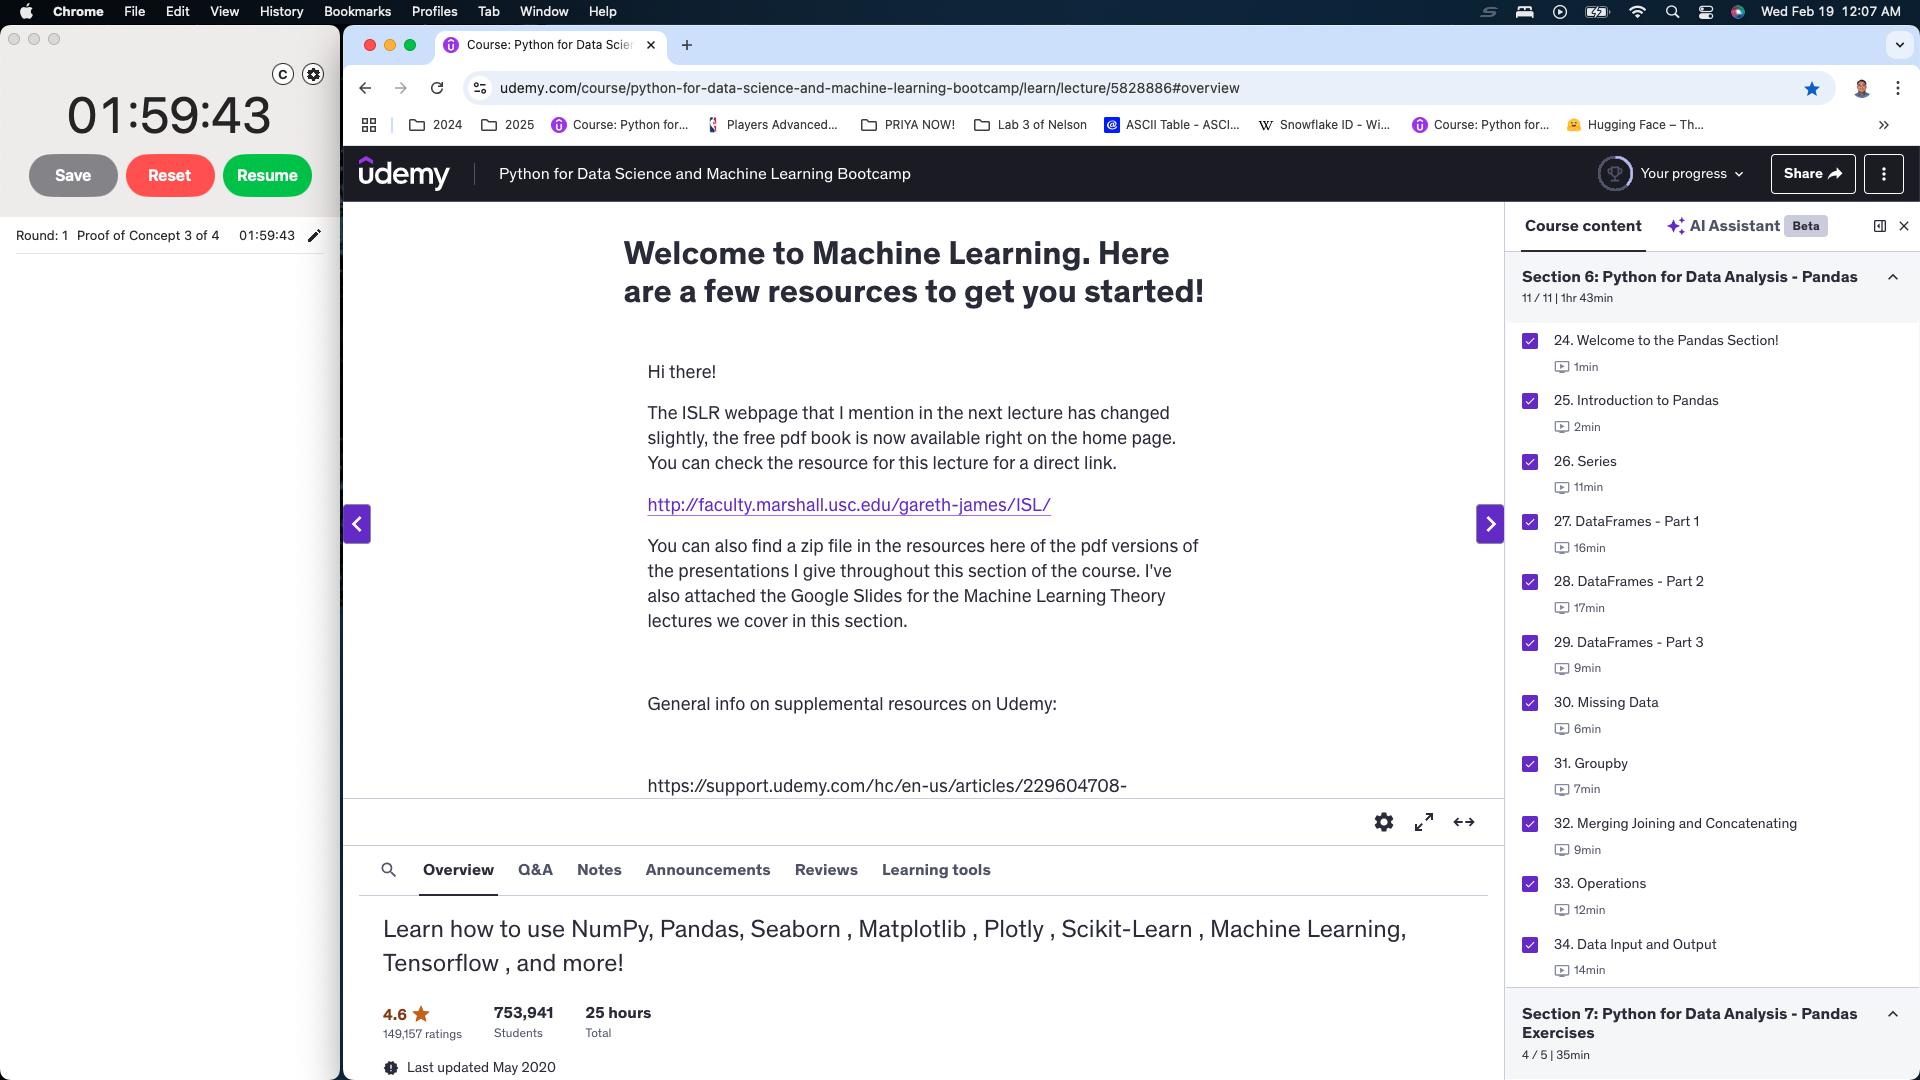 Chrome File Edit View History Bookmarks Profiles Tab Window Help
Wed Feb 19 12:07 AM
C
01:59:43
Save Reset Resume
Round: 1 Proof of Concept 3 of 4 01:59:43
Course: Python for Data Scien
udemy.com/course/python-for-data-science-and-machine-learning-bootcamp/learn/lecture/5828886#overview
2024 2025 Course: Python for... Players Advanced... PRIYA NOW! Lab 3 of Nelson ASCII Table - ASCI... Snowflake ID - Wi... Course: Python for... Hugging Face – Th...
udemy
Python for Data Science and Machine Learning Bootcamp
Your progress
Share
Welcome to Machine Learning. Here
are a few resources to get you started!
Hi there!
The ISLR webpage that I mention in the next lecture has changed
slightly, the free pdf book is now available right on the home page.
You can check the resource for this lecture for a direct link.
http://faculty.marshall.usc.edu/gareth-james/ISL/
You can also find a zip file in the resources here of the pdf versions of
the presentations I give throughout this section of the course. I've
also attached the Google Slides for the Machine Learning Theory
lectures we cover in this section.
General info on supplemental resources on Udemy:
https://support.udemy.com/hc/en-us/articles/229604708-
Overview Q&A Notes Announcements Reviews Learning tools
Learn how to use NumPy, Pandas, Seaborn , Matplotlib , Plotly , Scikit-Learn , Machine Learning,
Tensorflow , and more!
4.6 753,941 25 hours
149,157 ratings Students Total
Last updated May 2020
Course content AI Assistant Beta
Section 6: Python for Data Analysis - Pandas
11 / 11 | 1hr 43min
24. Welcome to the Pandas Section!
1min
25. Introduction to Pandas
2min
26. Series
11min
27. DataFrames - Part 1
16min
28. DataFrames - Part 2
17min
29. DataFrames - Part 3
9min
30. Missing Data
6min
31. Groupby
7min
32. Merging Joining and Concatenating
9min
33. Operations
12min
34. Data Input and Output
14min
Section 7: Python for Data Analysis - Pandas
Exercises
4 / 5 | 35min